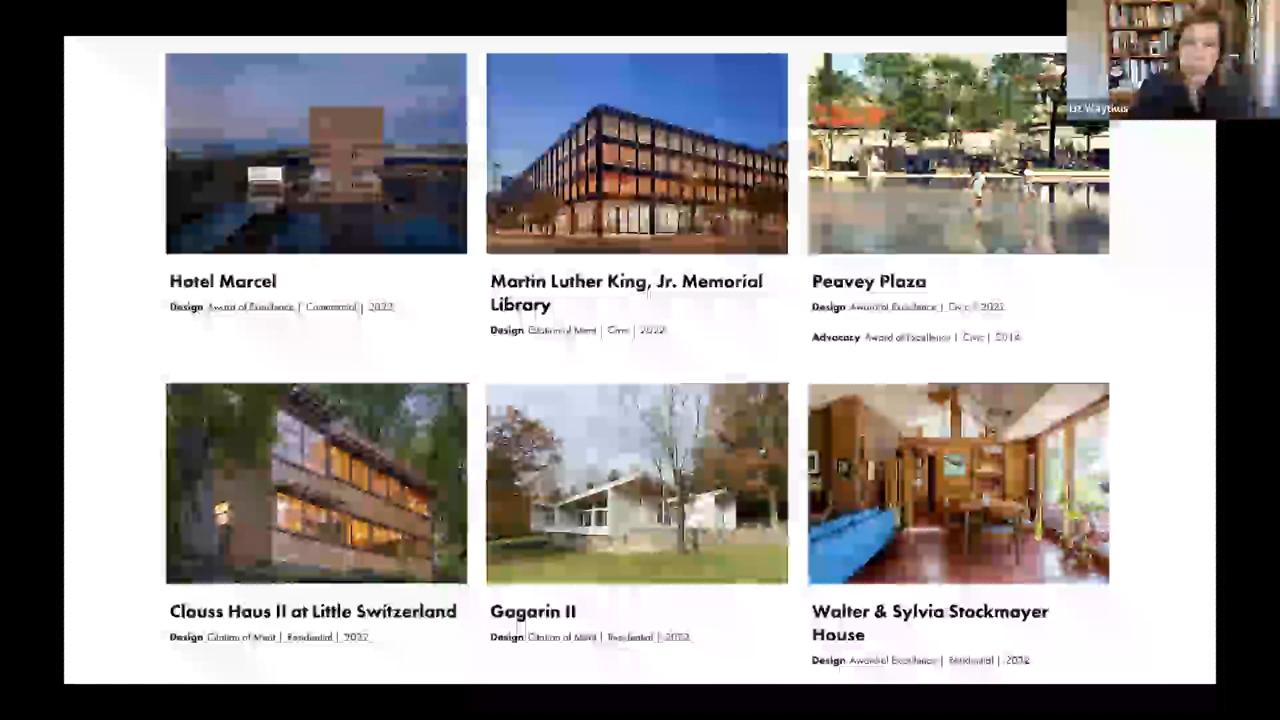 Liz Waytkus
Hotel Marcel
Design Award of Excellence | Commercial | 2022
Martin Luther King, Jr. Memorial
Library
Design Citation of Merit | Civic | 2022
Peavey Plaza
Design Award of Excellence | Civic |
Advocacy Award of Excellence | Civic | 2014
Clauss Haus II at Little Switzerland
Design Citation of Merit | Residential | 2022
Gagarin II
Design Citation of Merit | Residential | 2022
Walter & Sylvia Stockmayer
House
Design Award of Excellence | Residential | 2022